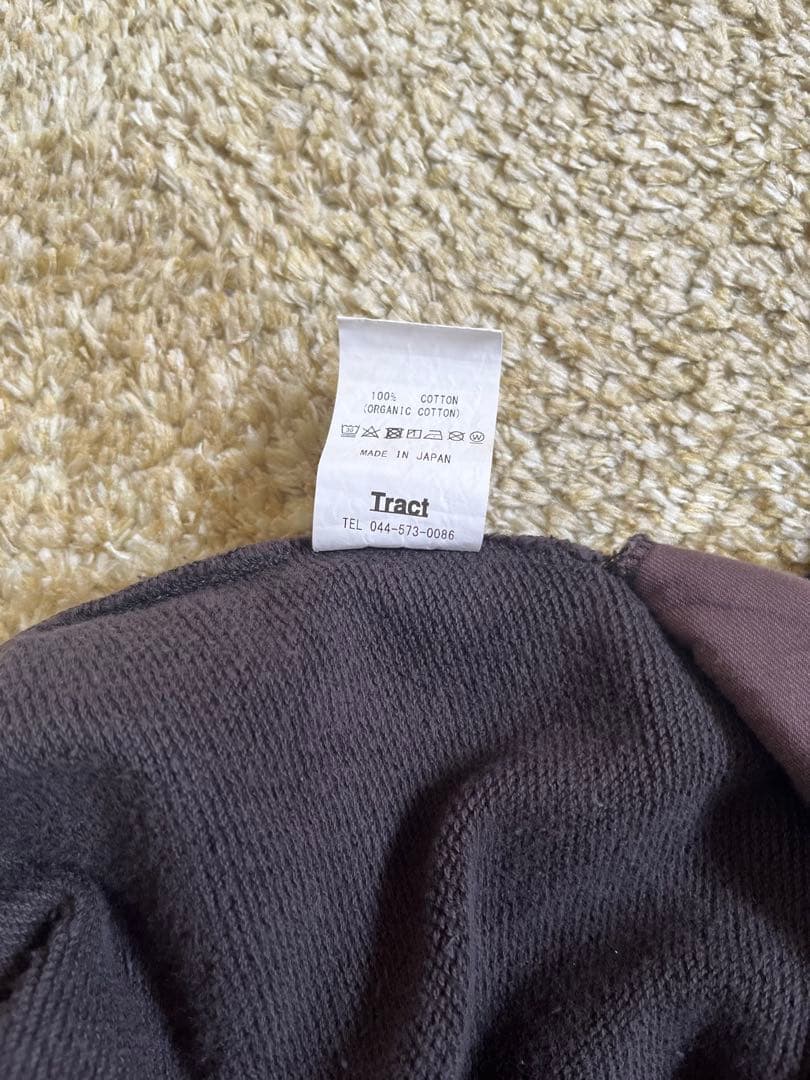 100% COTTON
(ORGANIC COTTON)
MADE IN JAPAN
Tract
TEL 044-573-0086